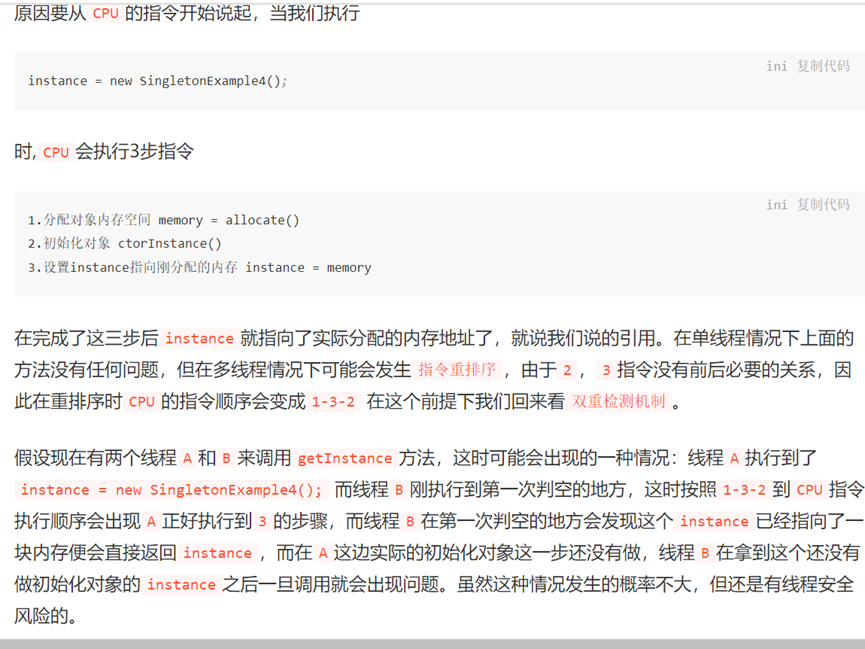 原因要从 CPU 的指令开始说起，当我们执行
ini 复制代码
instance = new SingletonExample4();
时, CPU 会执行3步指令
ini 复制代码
1.分配对象内存空间 memory = allocate()
2.初始化对象 ctorInstance()
3.设置instance指向刚分配的内存 instance = memory
在完成了这三步后 instance 就指向了实际分配的内存地址了，就说我们说的引用。在单线程情况下上面的
方法没有任何问题，但在多线程情况下可能会发生 指令重排序 ，由于 2 ， 3 指令没有前后必要的关系，因
此在重排序时 CPU 的指令顺序会变成 1-3-2 在这个前提下我们回来看 双重检测机制 。
假设现在有两个线程 A 和 B 来调用 getInstance 方法，这时可能会出现的一种情况：线程 A 执行到了
instance = new SingletonExample4(); 而线程 B 刚执行到第一次判空的地方，这时按照 1-3-2 到 CPU 指令
执行顺序会出现 A 正好执行到 3 的步骤，而线程 B 在第一次判空的地方会发现这个 instance 已经指向了一
块内存便会直接返回 instance ，而在 A 这边实际的初始化对象这一步还没有做，线程 B 在拿到这个还没有
做初始化对象的 instance 之后一旦调用就会出现问题。虽然这种情况发生的概率不大，但还是有线程安全
风险的。